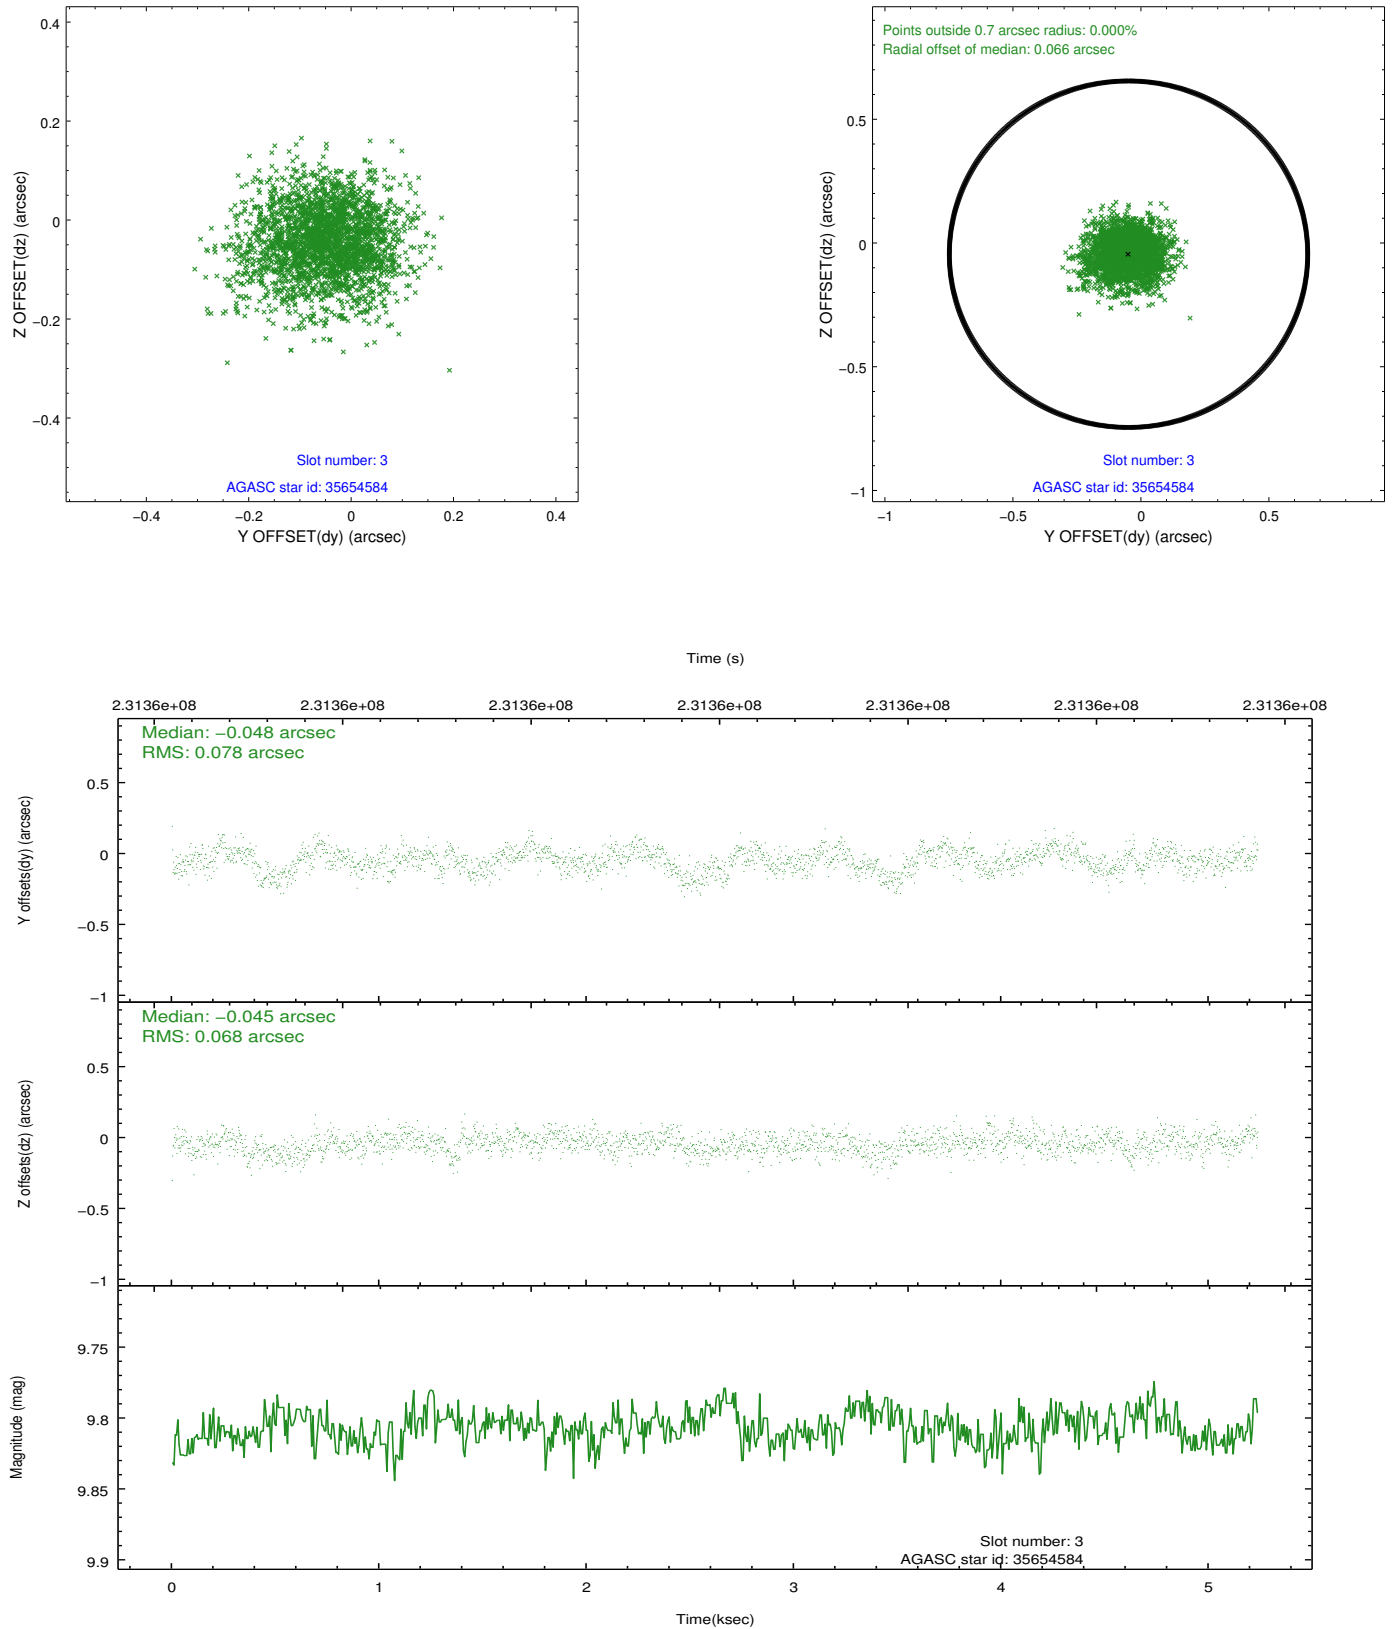 0.4
0.2
0
−0.2
−0.4
Z OFFSET(dz) (arcsec)
Slot number: 3
AGASC star id: 35654584
−0.4 −0.2 0 0.2 0.4
Y OFFSET(dy) (arcsec)
Points outside 0.7 arcsec radius: 0.000%
Radial offset of median: 0.066 arcsec
0.5
0
−0.5
−1
Z OFFSET(dz) (arcsec)
Slot number: 3
AGASC star id: 35654584
−1 −0.5 0 0.5
Y OFFSET(dy) (arcsec)
Time (s)
2.3136e+08 2.3136e+08 2.3136e+08 2.3136e+08 2.3136e+08 2.3136e+08 2.3136e+08
Median: −0.048 arcsec
RMS: 0.078 arcsec
0.5
0
−0.5
−1
Y offsets(dy) (arcsec)
Median: −0.045 arcsec
RMS: 0.068 arcsec
0.5
0
−0.5
−1
Z offsets(dz) (arcsec)
9.75
9.8
9.85
9.9
Magnitude (mag)
Slot number: 3
AGASC star id: 35654584
0 1 2 3 4 5
Time(ksec)